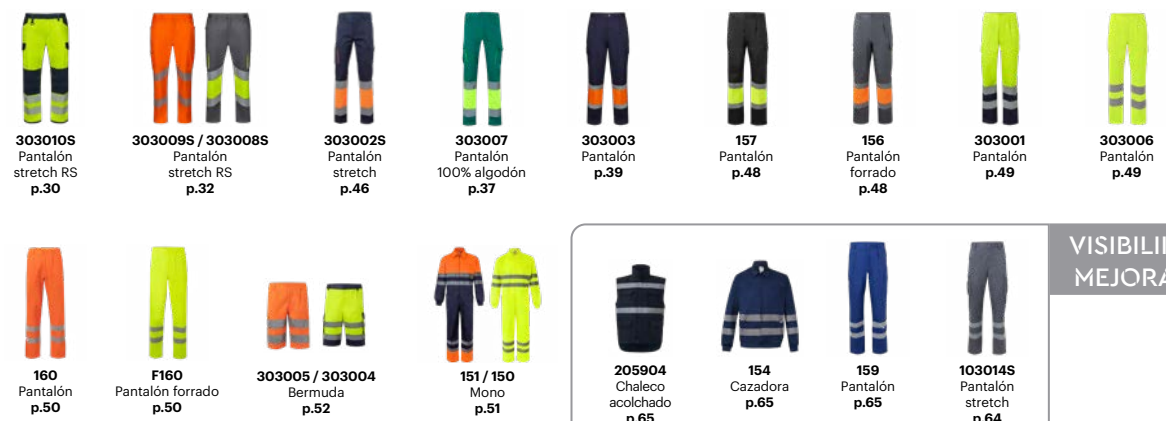 303010S
Pantalón
stretch RS
p.30
303009S / 303008S
Pantalón
stretch RS
p.32
303002S
Pantalón
stretch
p.46
303007
Pantalón
100% algodón
p.37
303003
Pantalón
p.39
157
Pantalón
p.48
156
Pantalón
forrado
p.48
303001
Pantalón
p.49
303006
Pantalón
p.49
160
Pantalón
p.50
F160
Pantalón forrado
p.50
303005 / 303004
Bermuda
p.52
151 / 150
Mono
p.51
205904
Chaleco
acolchado
p.65
154
Cazadora
p.65
159
Pantalón
p.65
103014S
Pantalón
stretch
p.64